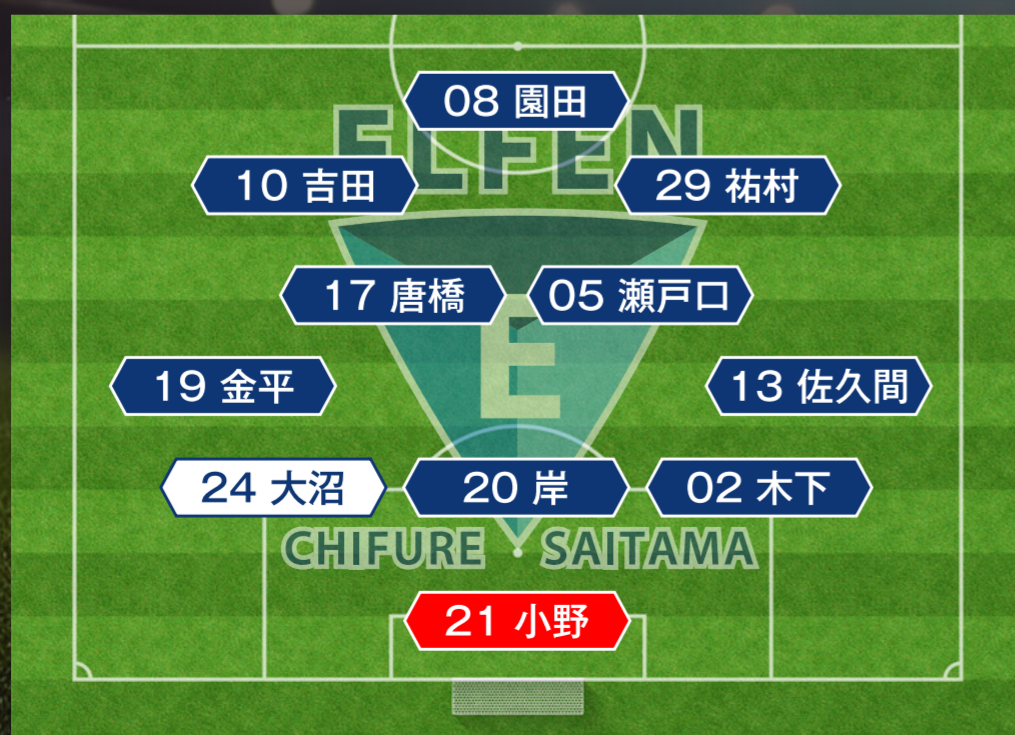 08 園田
ELFEN
10 吉田
29 祐村
17 唐橋
05 瀬戸口
E
19 金平
13 佐久間
24 大沼
20 岸
02 木下
CHIFURE SAITAMA
21 小野